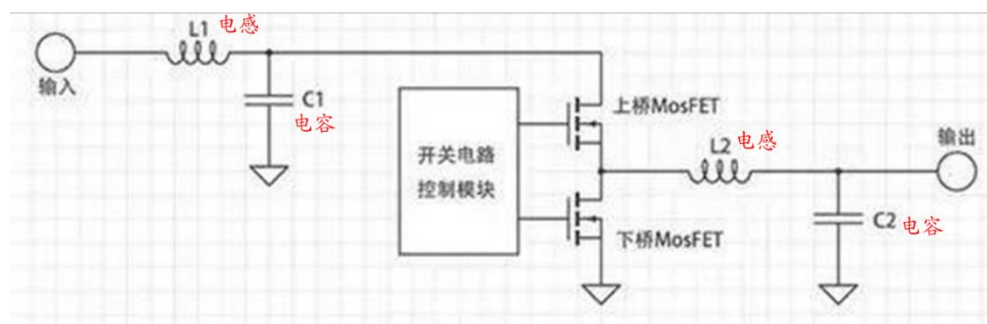 L1 电感
输入
C1
电容
上桥MosFET
开关电路
控制模块
L2 电感
输出
C2 电容
下桥MosFET